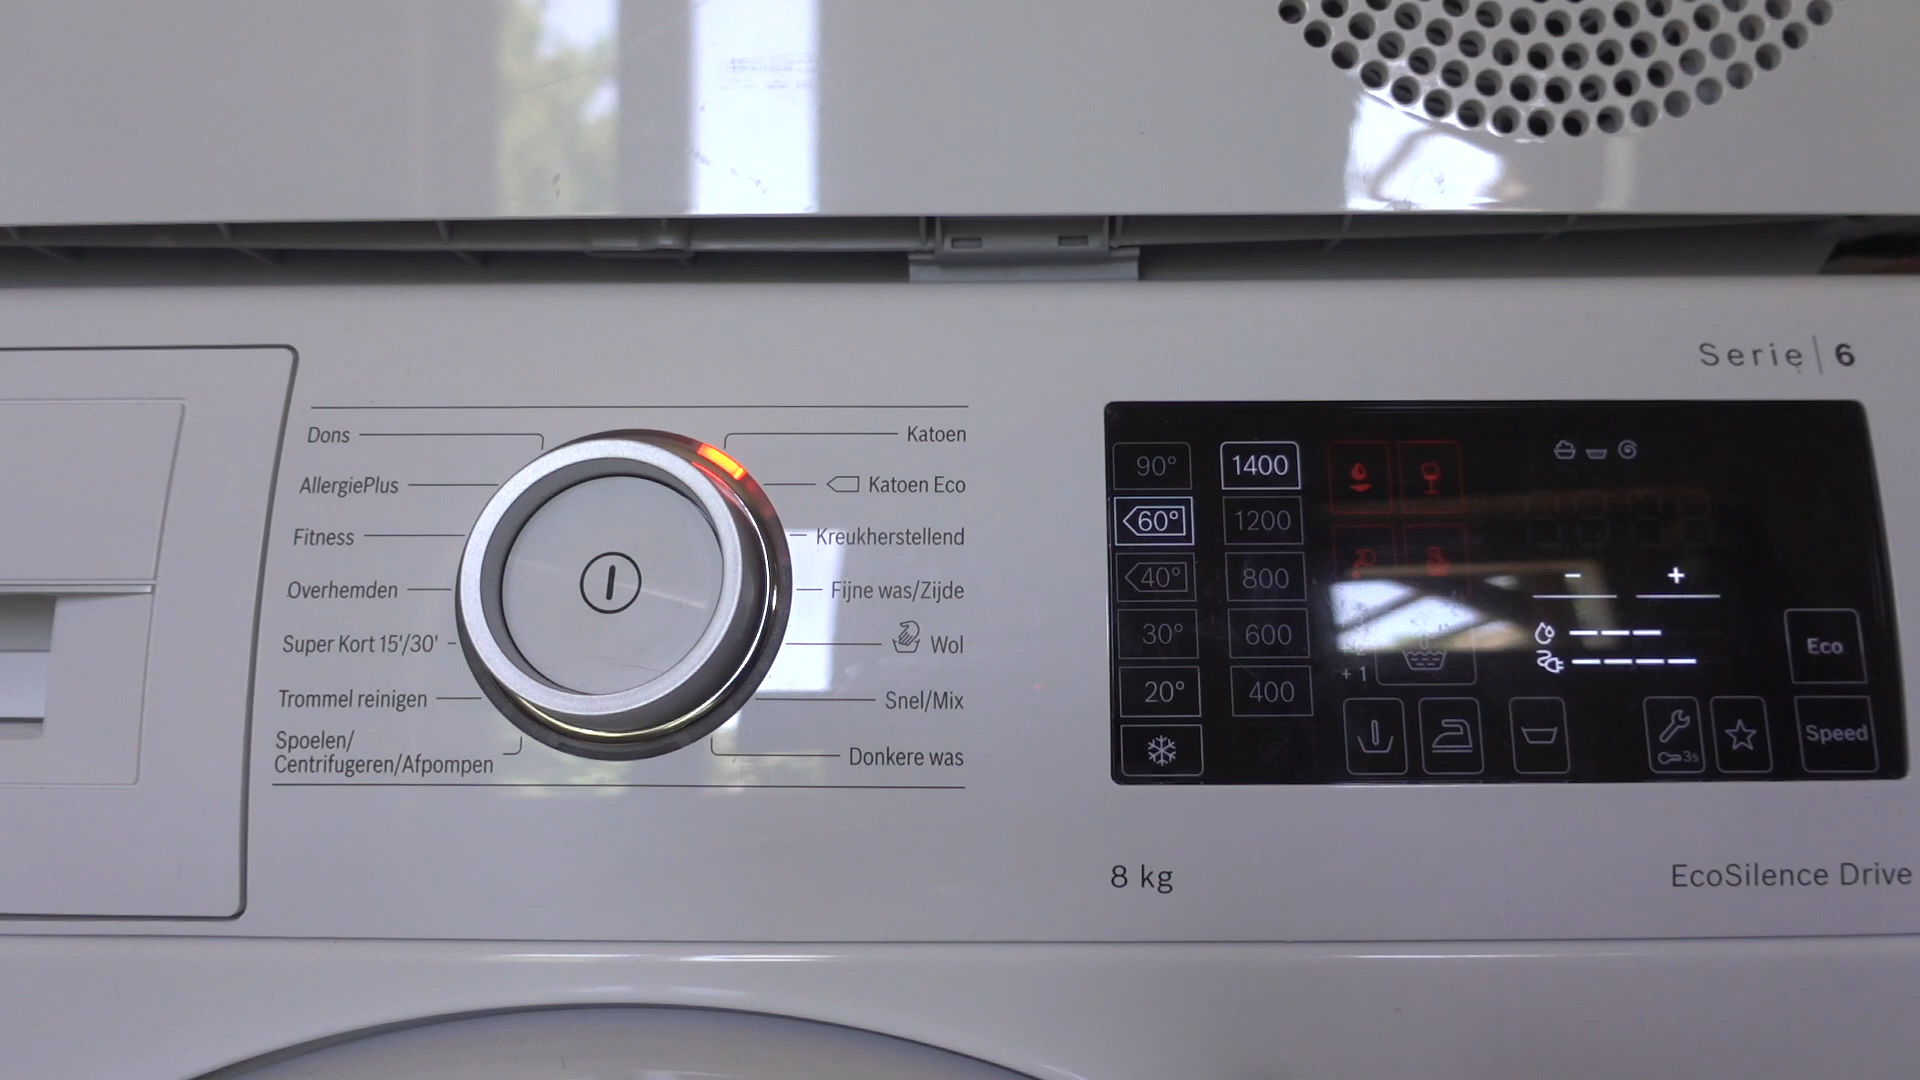 Serie | 6
Dons
AllergiePlus
Fitness
Overhemden
Super Kort 15'/30'
Trommel reinigen
Spoelen/
Centrifugeren/Afpompen
Katoen
Katoen Eco
Kreukherstellend
Fijne was/Zijde
Wol
Snel/Mix
Donkere was
90° 1400
60° 1200
40° 800
30° 600
20° 400
- +
+ 1
3s
Eco
Speed
8 kg
EcoSilence Drive